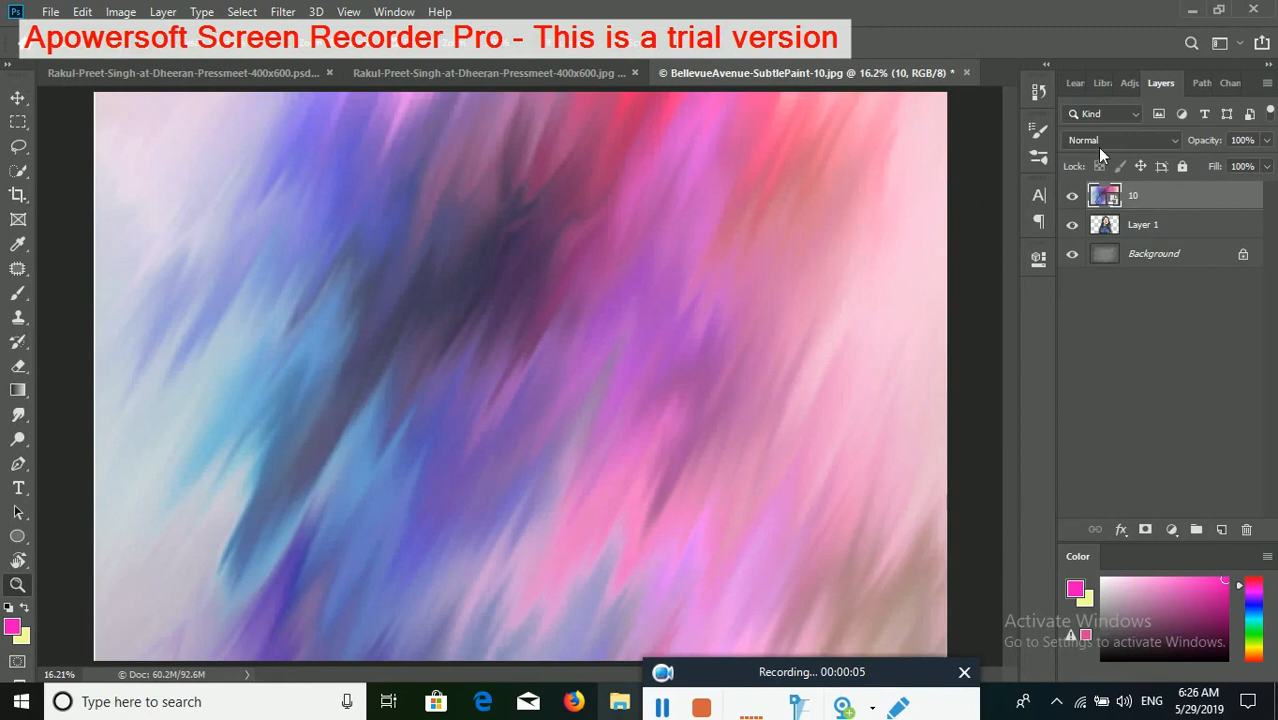 Ps File Edit Image Layer Type Select Filter 3D View Window Help
Apowersoft Screen Recorder Pro - This is a trial version
Rakul-Preet-Singh-at-Dheeran-Pressmeet-400x600.psd... × Rakul-Preet-Singh-at-Dheeran-Pressmeet-400x600.jpg ... × © BellevueAvenue-SubtlePaint-10.jpg @ 16.2% (10, RGB/8) * ×
Lear Libra Adju Layers Path Chan
Kind
Normal Opacity: 100%
Lock: Fill: 100%
10
Layer 1
Background
Color
Activate Windows
Go to Settings to activate Windows.
16.21% © Doc: 60.2M/92.6M
Recording... 00:00:05
Type here to search
ENG
6:26 AM
5/29/2019